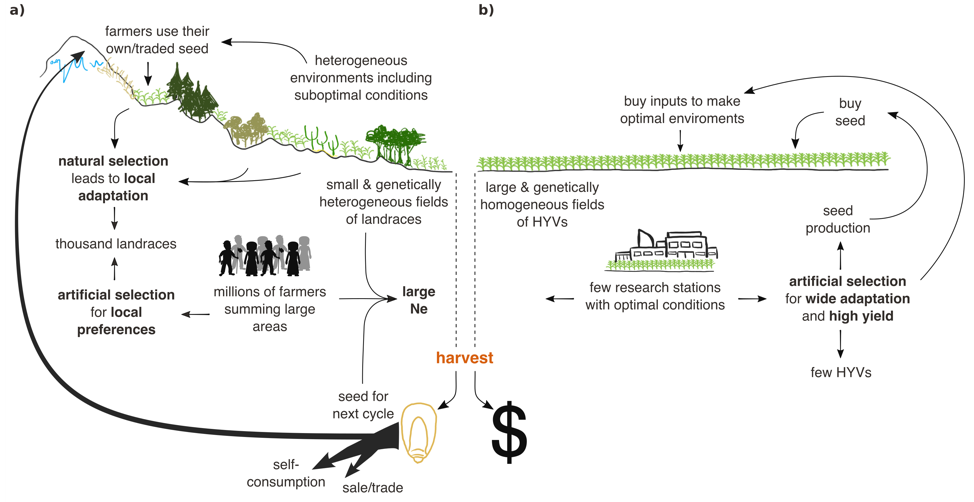 a)
farmers use their
own/traded seed
heterogeneous
environments including
suboptimal conditions
natural selection
leads to local
adaptation
small & genetically
heterogeneous fields
of landraces
thousand landraces
artificial selection
for local
preferences
millions of farmers
summing large
areas
large
Ne
harvest
seed for
next cycle
self-
consumption
sale/trade
b)
buy inputs to make
optimal enviroments
buy
seed
large & genetically
homogeneous fields
of HYVs
seed
production
few research stations
with optimal conditions
artificial selection
for wide adaptation
and high yield
few HYVs
$